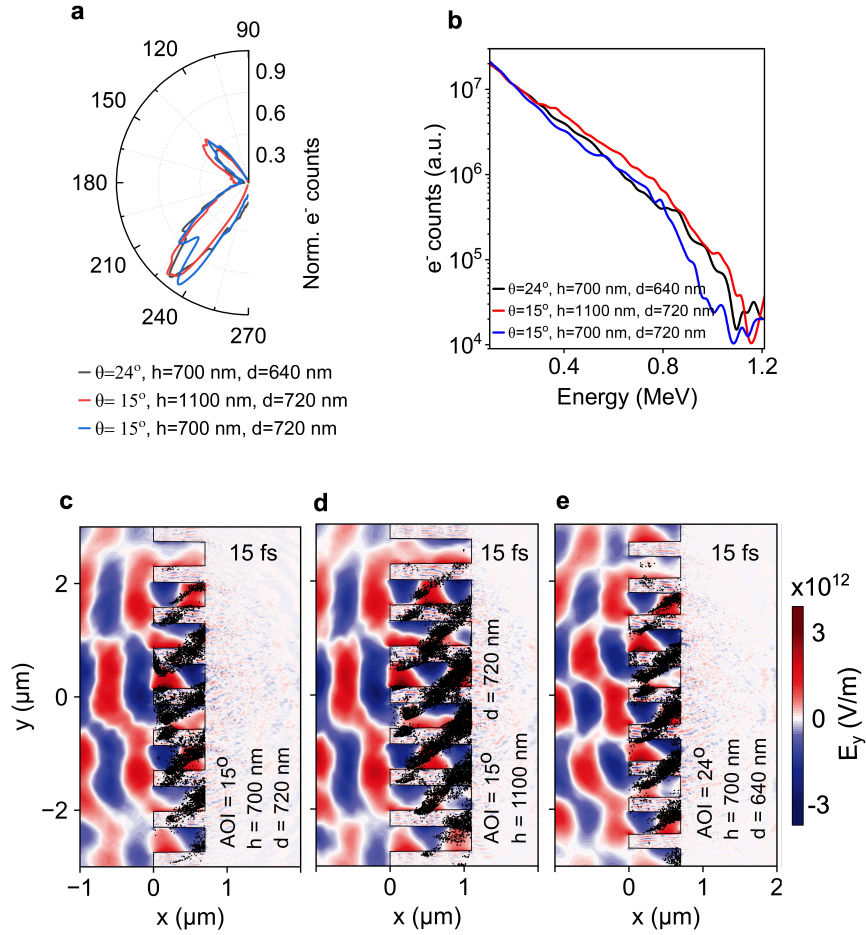 a
90
120
150
180
210
240
270
0.9
0.6
0.3
Norm. e⁻ counts
θ=24°, h=700 nm, d=640 nm
θ= 15°, h=1100 nm, d=720 nm
θ= 15°, h=700 nm, d=720 nm
b
10⁷
10⁶
10⁵
10⁴
e⁻ counts (a.u.)
θ=24°, h=700 nm, d=640 nm
θ=15°, h=1100 nm, d=720 nm
θ=15°, h=700 nm, d=720 nm
0.4
0.8
1.2
Energy (MeV)
c
15 fs
2
0
−2
y (μm)
AOI = 15°
h = 700 nm
d = 720 nm
−1
0
1
x (μm)
d
15 fs
d = 720 nm
AOI = 15°
h = 1100 nm
0
1
x (μm)
e
15 fs
AOI = 24°
h = 700 nm
d = 640 nm
0
1
2
x (μm)
x10¹²
3
0
-3
E_y (V/m)